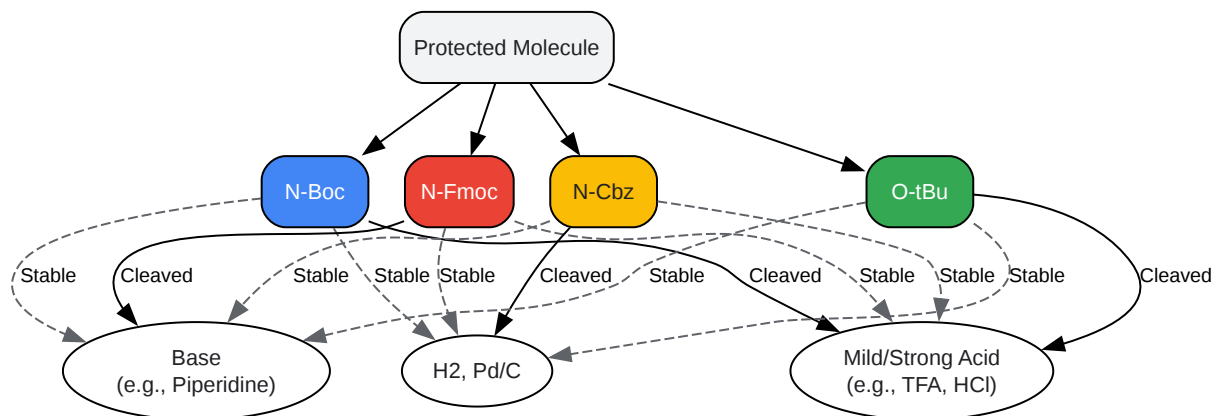 Protected Molecule
N-Boc
N-Fmoc
N-Cbz
O-tBu
Stable
Cleaved
Stable
Stable
Stable
Cleaved
Stable
Cleaved
Stable
Stable
Stable
Cleaved
Base
(e.g., Piperidine)
H2, Pd/C
Mild/Strong Acid
(e.g., TFA, HCl)